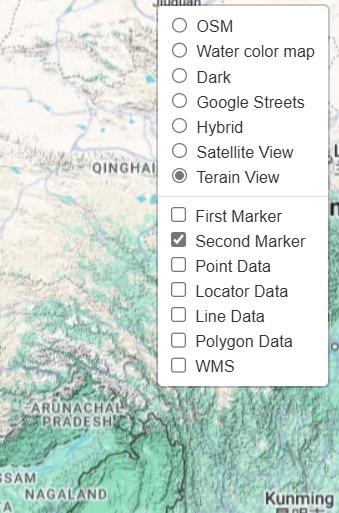 Jiuquan
OSM
Water color map
Dark
Google Streets
Hybrid
QINGHAI
Satellite View
Terain View
First Marker
Second Marker
Point Data
Locator Data
Line Data
Polygon Data
WMS
ARUNACHAL
PRADESH
SSAM
NAGALAND
Kunming